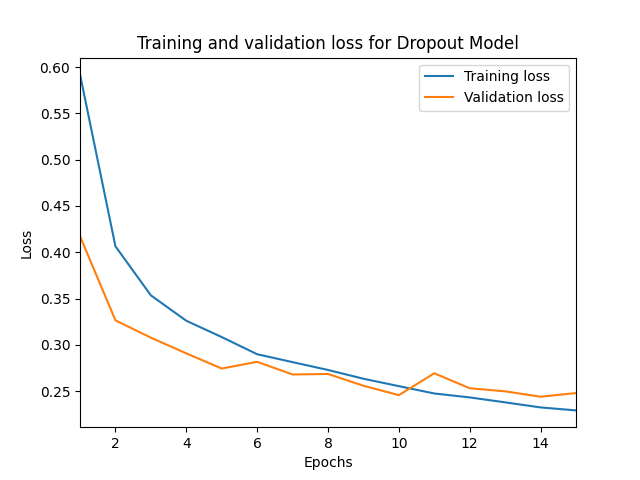 Training and validation loss for Dropout Model
Training loss
Validation loss
0.60
0.55
0.50
0.45
0.40
0.35
0.30
0.25
Loss
2 4 6 8 10 12 14
Epochs